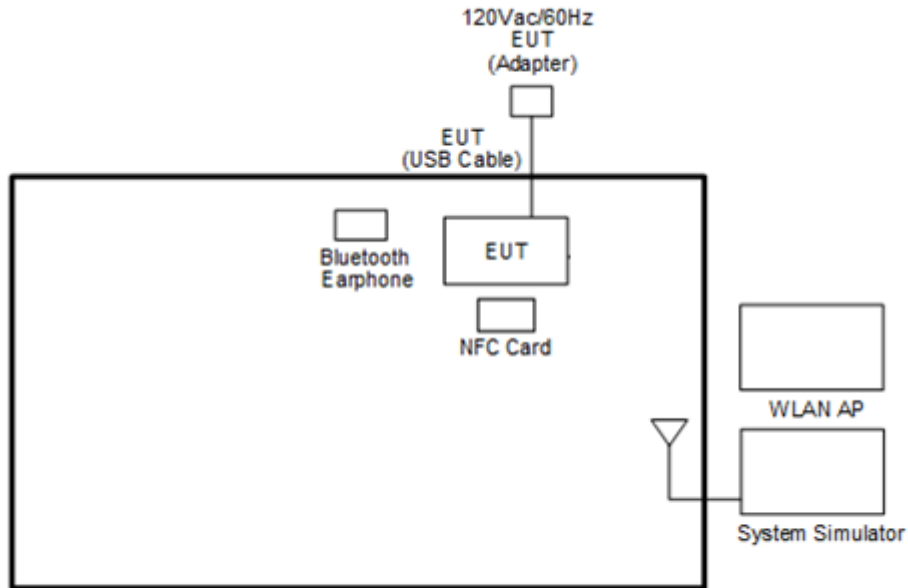 120Vac/60Hz
EUT
(Adapter)
EUT
(USB Cable)
Bluetooth
Earphone
EUT
NFC Card
WLAN AP
System Simulator